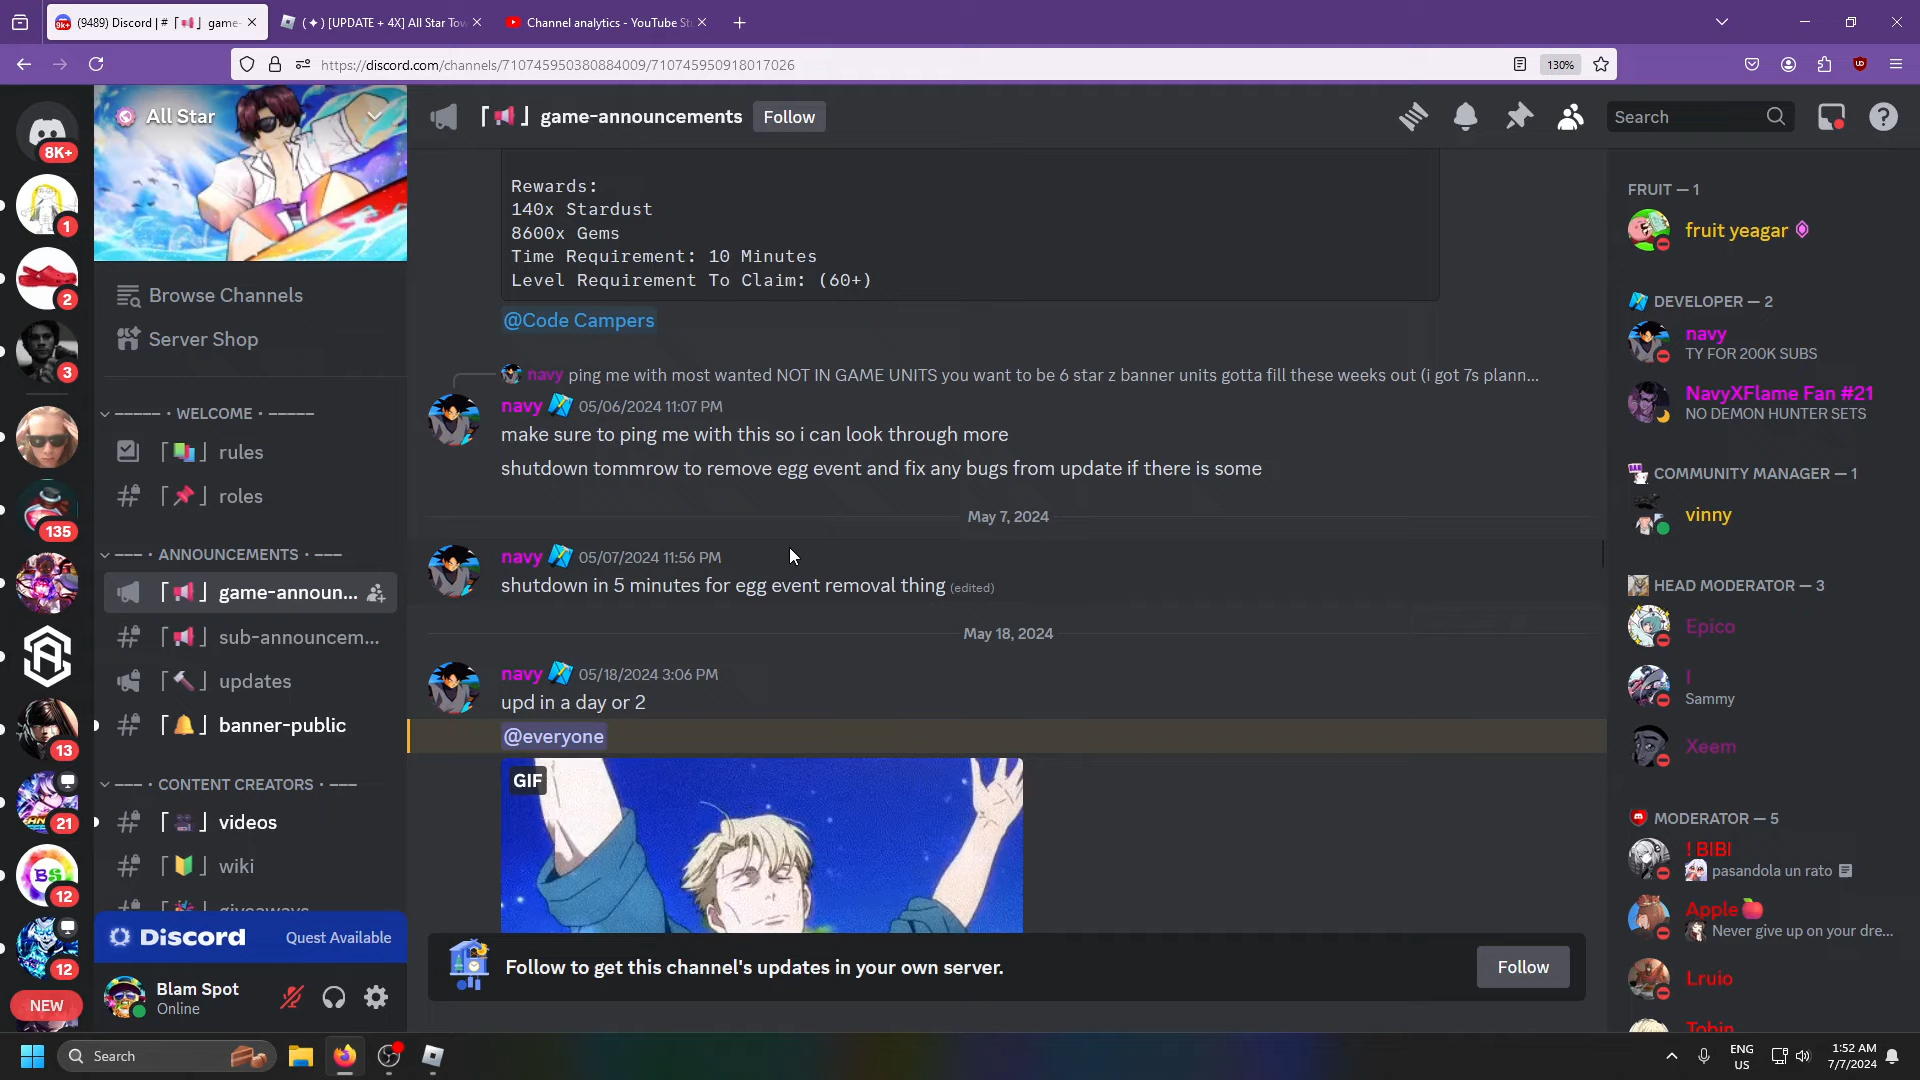 (9489) Discord | # 「📢」game-
(✦) [UPDATE + 4X] All Star Tow
Channel analytics - YouTube St
https://discord.com/channels/710745950380884009/710745950918017026
130%
All Star
「📢」 game-announcements
Follow
Search
8K+
1
2
3
135
13
21
12
12
NEW
Browse Channels
Server Shop
WELCOME
「」 rules
「📌」 roles
ANNOUNCEMENTS
「📢」 game-announ...
「📢」 sub-announcem...
「🔨」 updates
「🔔」 banner-public
CONTENT CREATORS
「🎥」 videos
「🔰」 wiki
giveaways
Discord
Quest Available
Blam Spot
Online
Rewards:
140x Stardust
8600x Gems
Time Requirement: 10 Minutes
Level Requirement To Claim: (60+)
@Code Campers
navy ping me with most wanted NOT IN GAME UNITS you want to be 6 star z banner units gotta fill these weeks out (i got 7s plann...
navy 05/06/2024 11:07 PM
make sure to ping me with this so i can look through more
shutdown tommrow to remove egg event and fix any bugs from update if there is some
May 7, 2024
navy 05/07/2024 11:56 PM
shutdown in 5 minutes for egg event removal thing (edited)
May 18, 2024
navy 05/18/2024 3:06 PM
upd in a day or 2
@everyone
GIF
Follow to get this channel's updates in your own server.
Follow
FRUIT — 1
fruit yeagar
DEVELOPER — 2
navy
TY FOR 200K SUBS
NavyXFlame Fan #21
NO DEMON HUNTER SETS
COMMUNITY MANAGER — 1
vinny
HEAD MODERATOR — 3
Epico
I
Sammy
Xeem
MODERATOR — 5
! BIBI
pasandola un rato
Apple🍎
Never give up on your dre...
Lruio
Tobin
Search
ENG
US
1:52 AM
7/7/2024